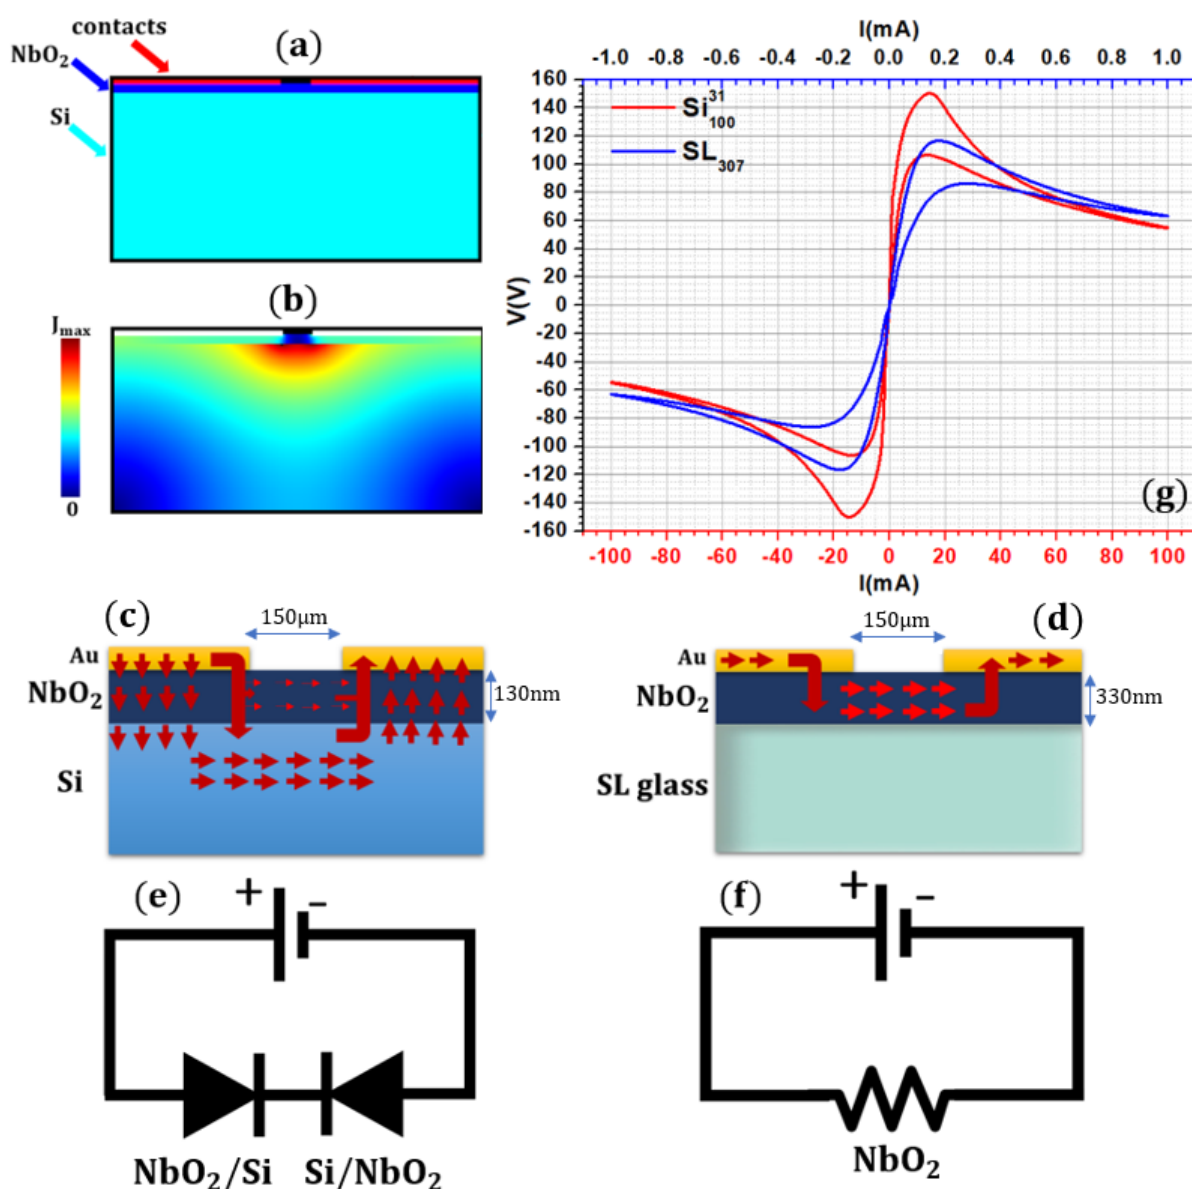 contacts
NbO₂
Si
(a)
(b)
Jmax
0
I(mA)
-1.0 -0.8 -0.6 -0.4 -0.2 0.0 0.2 0.4 0.6 0.8 1.0
160
140
120
100
80
60
40
20
0
-20
-40
-60
-80
-100
-120
-140
-160
V(V)
Si³¹₁₀₀
SL₃₀₇
(g)
-100 -80 -60 -40 -20 0 20 40 60 80 100
I(mA)
(c)
150μm
Au
NbO₂
130nm
Si
(d)
150μm
Au
NbO₂
330nm
SL glass
(e)
+ -
NbO₂/Si Si/NbO₂
(f)
+ -
NbO₂